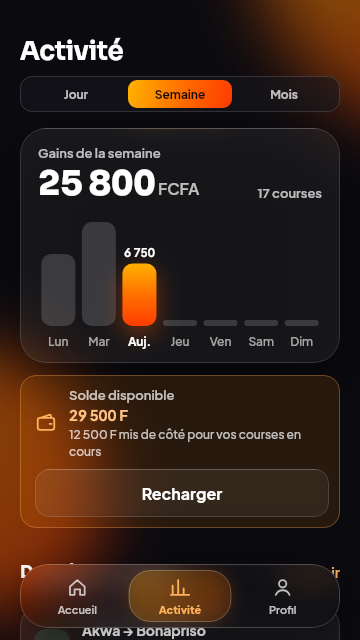 Activité
Jour Semaine Mois
Gains de la semaine
25 800 FCFA 17 courses
6 750
Lun Mar Auj. Jeu Ven Sam Dim
Solde disponible
29 500 F
12 500 F mis de côté pour vos courses en
cours
Recharger
Accueil Activité Profil
Akwa → Bonapriso